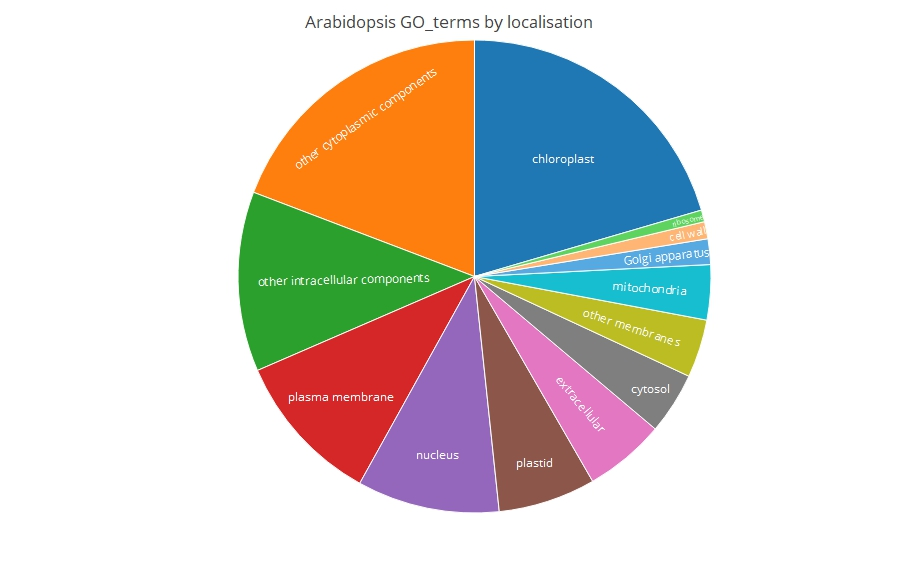 Arabidopsis GO_terms by localisation
other cytoplasmic components
chloroplast
ribosome
cell wall
Golgi apparatus
other intracellular components
mitochondria
other membranes
extracellular
cytosol
plasma membrane
nucleus
plastid